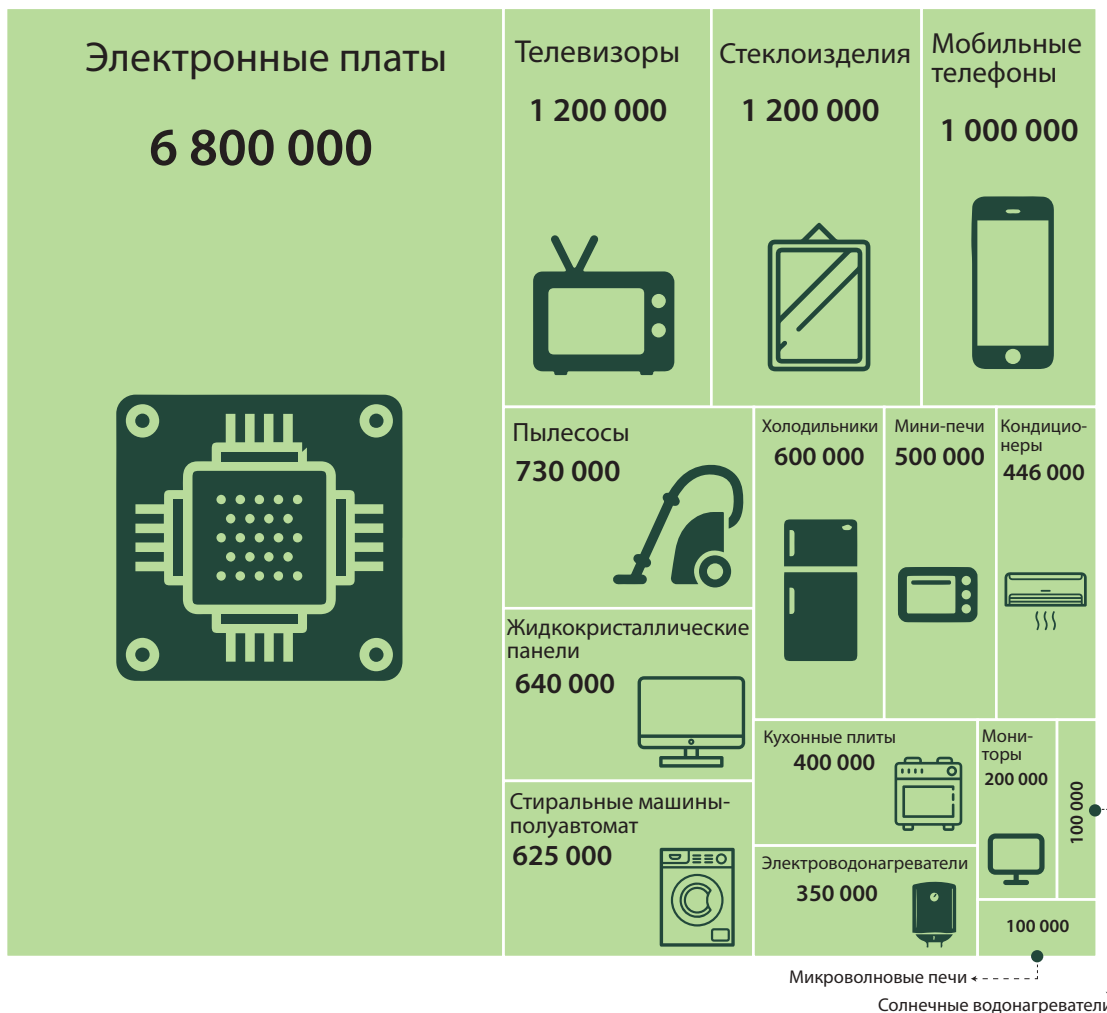 Электронные платы
6 800 000
Телевизоры
1 200 000
Стеклоизделия
1 200 000
Мобильные
телефоны
1 000 000
Пылесосы
730 000
Холодильники
600 000
Мини-печи
500 000
Кондицио-
неры
446 000
Жидкокристаллические
панели
640 000
Стиральные машины-
полуавтомат
625 000
Кухонные плиты
400 000
Мони-
торы
200 000
100 000
Электроводонагреватели
350 000
100 000
Микроволновые печи
Солнечные водонагреватели